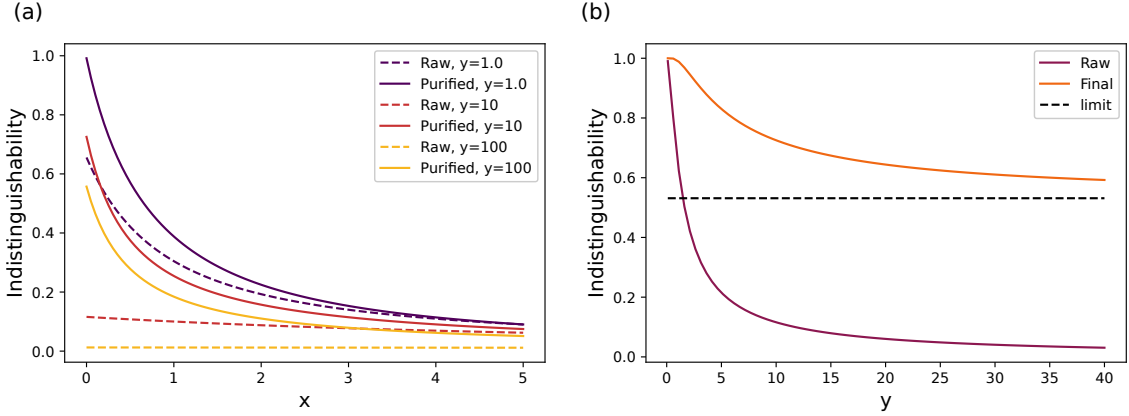 (a)
Indistinguishability
1.0
0.8
0.6
0.4
0.2
0.0
0 1 2 3 4 5
x
Raw, y=1.0
Purified, y=1.0
Raw, y=10
Purified, y=10
Raw, y=100
Purified, y=100
(b)
Indistinguishability
1.0
0.8
0.6
0.4
0.2
0.0
0 5 10 15 20 25 30 35 40
y
Raw
Final
limit